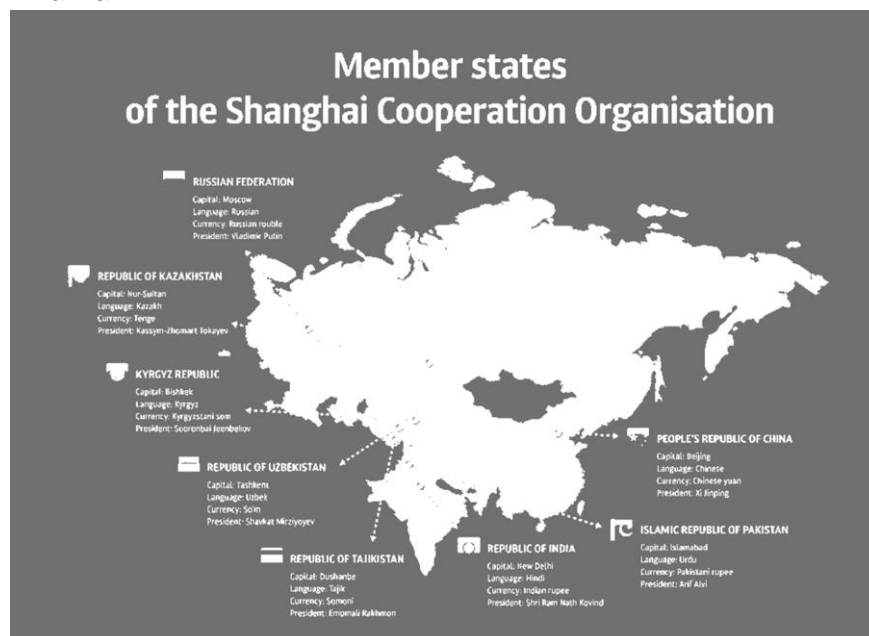 Member states
of the Shanghai Cooperation Organisation
RUSSIAN FEDERATION
Capital: Moscow
Language: Russian
Currency: Russian rouble
President: Vladimir Putin
REPUBLIC OF KAZAKHSTAN
Capital: Nur-Sultan
Language: Kazakh
Currency: Tenge
President: Kassym-Zhomart Tokayev
KYRGYZ REPUBLIC
Capital: Bishkek
Language: Kyrgyz
Currency: Kyrgyzstani som
President: Sooronbai Jeenbekov
REPUBLIC OF UZBEKISTAN
Capital: Tashkent
Language: Uzbek
Currency: So'm
President: Shavkat Mirziyoyev
REPUBLIC OF TAJIKISTAN
Capital: Dushanbe
Language: Tajik
Currency: Somoni
President: Emomali Rakhmon
REPUBLIC OF INDIA
Capital: New Delhi
Language: Hindi
Currency: Indian rupee
President: Shri Ram Nath Kovind
PEOPLE'S REPUBLIC OF CHINA
Capital: Beijing
Language: Chinese
Currency: Chinese yuan
President: Xi Jinping
ISLAMIC REPUBLIC OF PAKISTAN
Capital: Islamabad
Language: Urdu
Currency: Pakistani rupee
President: Arif Alvi